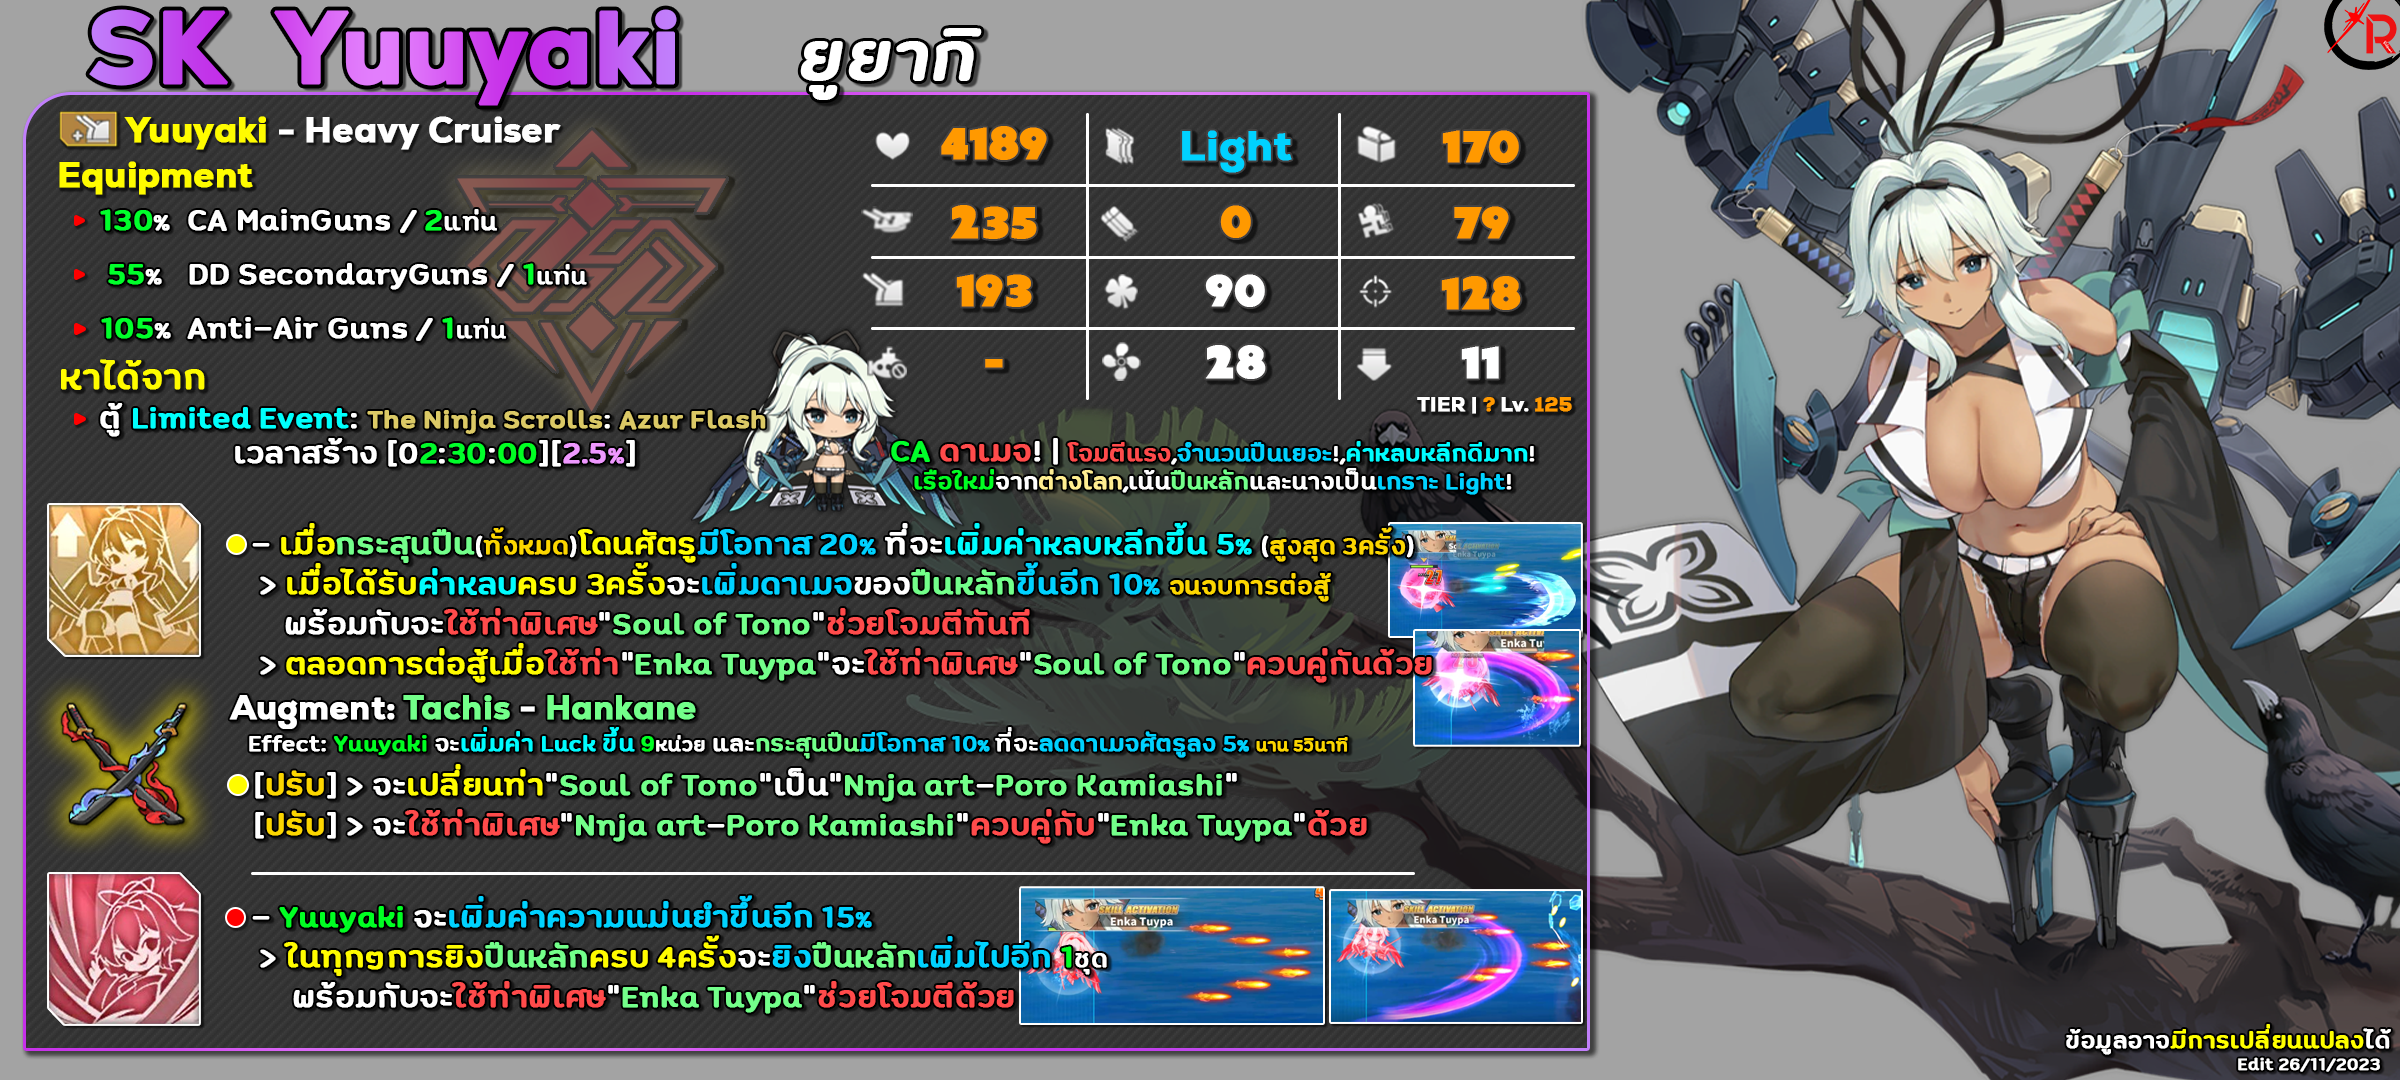 SK Yuuyaki ยูยากิ
Yuuyaki - Heavy Cruiser
Equipment
130% CA MainGuns / 2แท่น
55% DD SecondaryGuns / 1แท่น
105% Anti-Air Guns / 1แท่น
หาได้จาก
ตู้ Limited Event: The Ninja Scrolls: Azur Flash
เวลาสร้าง [02:30:00][2.5%]
4189 Light 170
235 0 79
193 90 128
- 28 11
TIER | ? Lv. 125
CA ดาเมจ! | โจมตีแรง,จำนวนปืนเยอะ!,ค่าหลบหลีกดีมาก!
เรือใหม่จากต่างโลก,เน้นปืนหลักและนางเป็นเกราะ Light!
- เมื่อกระสุนปืน(ทั้งหมด)โดนศัตรูมีโอกาส 20% ที่จะเพิ่มค่าหลบหลีกขึ้น 5% (สูงสุด 3ครั้ง)
> เมื่อได้รับค่าหลบครบ 3ครั้งจะเพิ่มดาเมจของปืนหลักขึ้นอีก 10% จนจบการต่อสู้
พร้อมกับจะใช้ท่าพิเศษ"Soul of Tono"ช่วยโจมตีทันที
> ตลอดการต่อสู้เมื่อใช้ท่า"Enka Tuypa"จะใช้ท่าพิเศษ"Soul of Tono"ควบคู่กันด้วย
Enka Tuy
Augment: Tachis - Hankane
Effect: Yuuyaki จะเพิ่มค่า Luck ขึ้น 9หน่วย และกระสุนปืนมีโอกาส 10% ที่จะลดดาเมจศัตรูลง 5% นาน 5วินาที
[ปรับ] > จะเปลี่ยนท่า"Soul of Tono"เป็น"Nnja art-Poro Kamiashi"
[ปรับ] > จะใช้ท่าพิเศษ"Nnja art-Poro Kamiashi"ควบคู่กับ"Enka Tuypa"ด้วย
- Yuuyaki จะเพิ่มค่าความแม่นยำขึ้นอีก 15%
> ในทุกๆการยิงปืนหลักครบ 4ครั้งจะยิงปืนหลักเพิ่มไปอีก 1ชุด
พร้อมกับจะใช้ท่าพิเศษ"Enka Tuypa"ช่วยโจมตีด้วย
SKILL ACTIVATION
Enka Tuypa
SKILL ACTIVATION
Enka Tuypa
R
ข้อมูลอาจมีการเปลี่ยนแปลงได้
Edit 26/11/2023